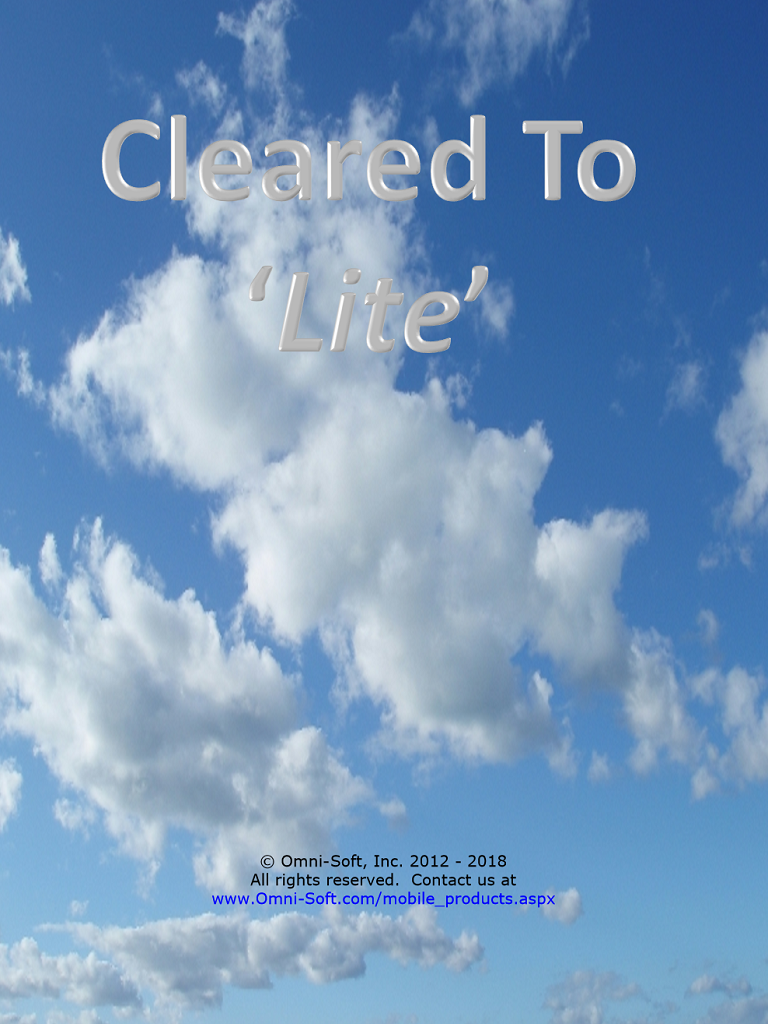 Cleared To
‘Lite’
© Omni-Soft, Inc. 2012 - 2018
All rights reserved.  Contact us at
www.Omni-Soft.com/mobile_products.aspx